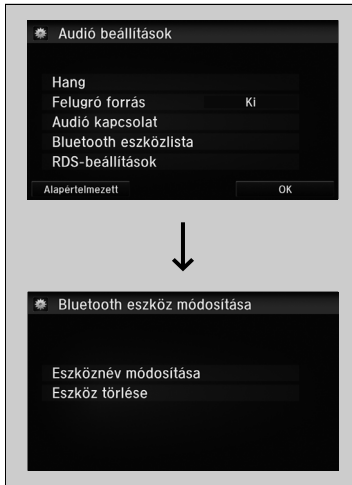 Audió beállítások
Hang
Felugró forrás Ki
Audió kapcsolat
Bluetooth eszközlista
RDS-beállítások
Alapértelmezett OK
Bluetooth eszköz módosítása
Eszköznév módosítása
Eszköz törlése